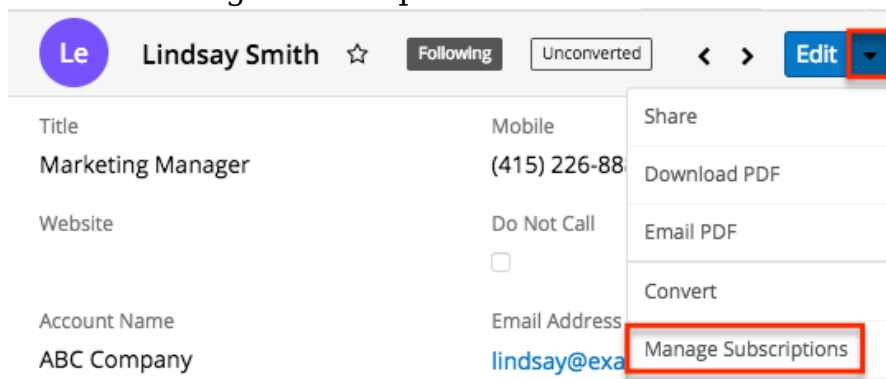 Le Lindsay Smith Following Unconverted Edit
Title
Marketing Manager
Mobile
(415) 226-88
Website
Do Not Call
Account Name
ABC Company
Email Address
lindsay@exa
Share
Download PDF
Email PDF
Convert
Manage Subscriptions